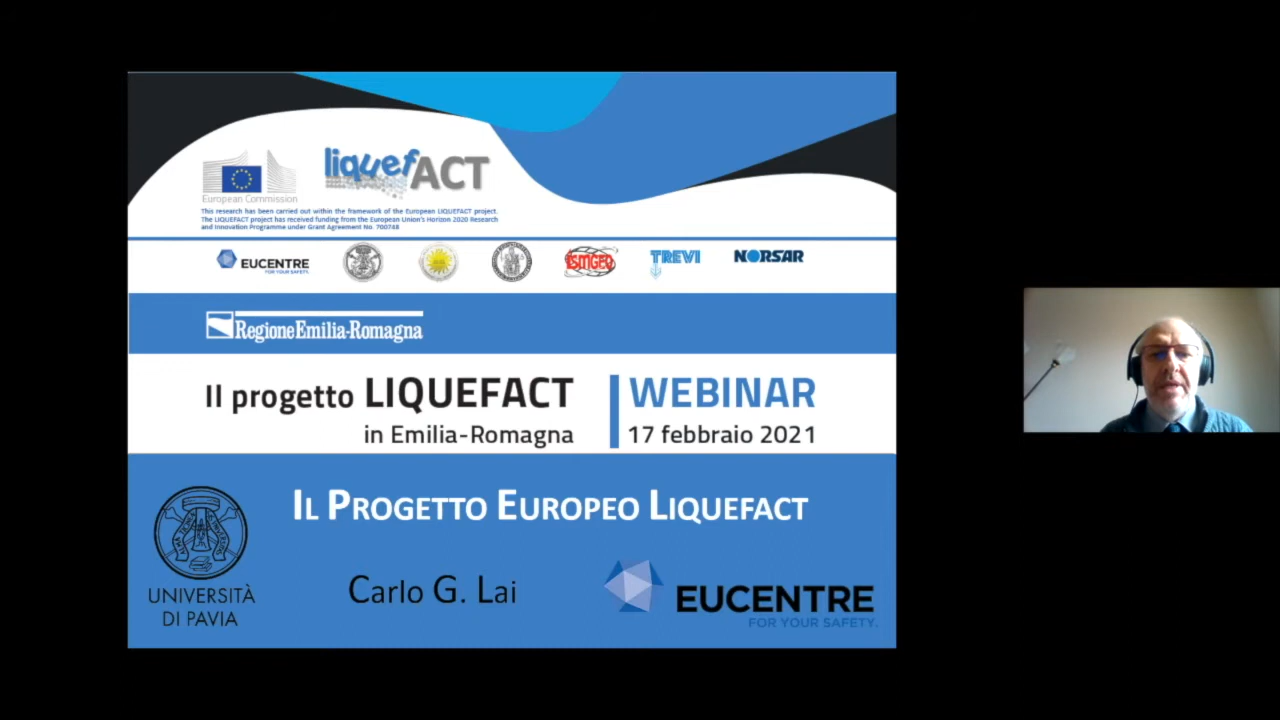 liquefACT
European Commission
This research has been carried out within the framework of the European LIQUEFACT project.
The LIQUEFACT project has received funding from the European Union's Horizon 2020 Research
and Innovation Programme under Grant Agreement No. 700748
EUCENTRE
FOR YOUR SAFETY.
ISMGEO
TREVI
NORSAR
RegioneEmilia-Romagna
Il progetto LIQUEFACT
in Emilia-Romagna
WEBINAR
17 febbraio 2021
IL PROGETTO EUROPEO LIQUEFACT
Carlo G. Lai
UNIVERSITÀ
DI PAVIA
EUCENTRE
FOR YOUR SAFETY.